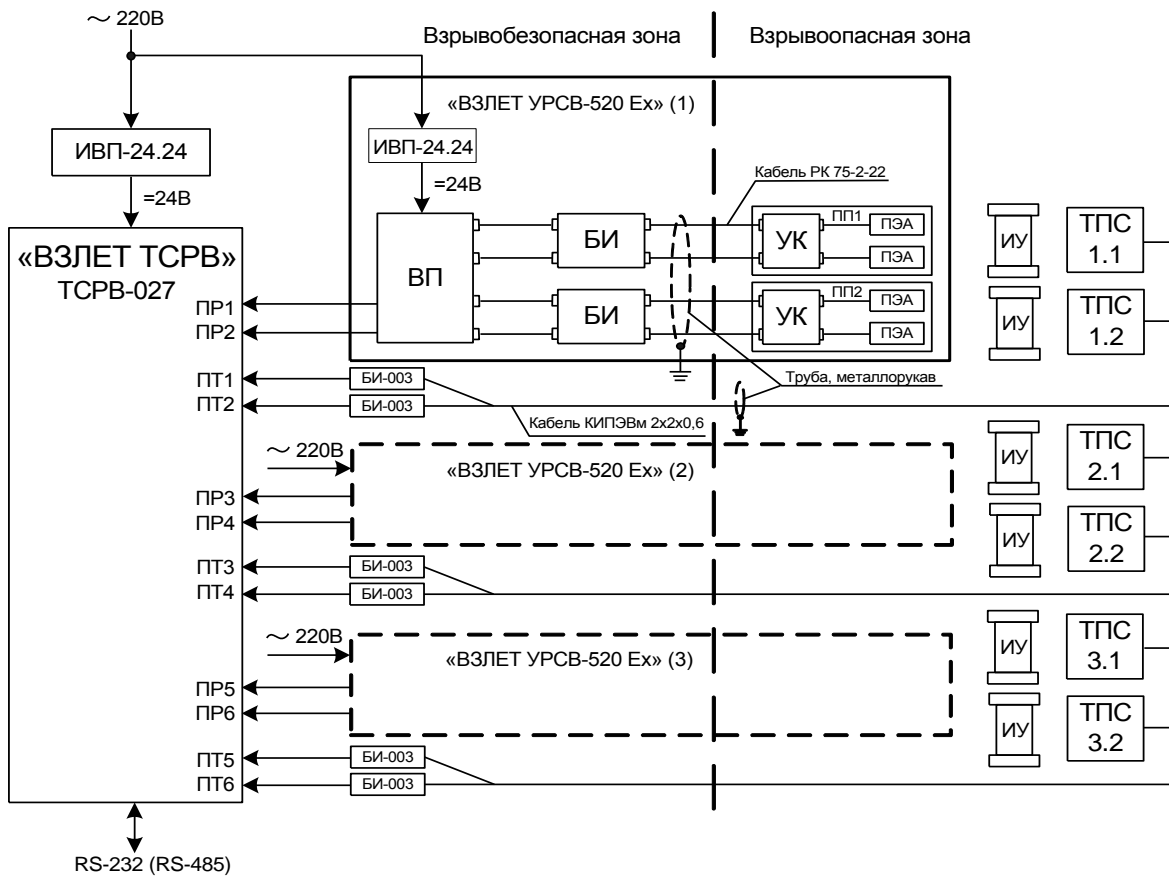 ~ 220В
Взрывобезопасная зона
Взрывоопасная зона
«ВЗЛЕТ УРСВ-520 Ех» (1)
ИВП-24.24
=24В
ИВП-24.24
=24В
Кабель РК 75-2-22
«ВЗЛЕТ ТСРВ»
ТСРВ-027
ПР1
ПР2
ВП
БИ
БИ
УК
ПП1
ПЭА
ПЭА
УК
ПП2
ПЭА
ПЭА
ИУ
ТПС
1.1
ИУ
ТПС
1.2
Труба, металлорукав
ПТ1
БИ-003
ПТ2
БИ-003
Кабель КИПЭВм 2х2х0,6
~ 220В
«ВЗЛЕТ УРСВ-520 Ех» (2)
ПР3
ПР4
ИУ
ТПС
2.1
ИУ
ТПС
2.2
ПТ3
БИ-003
ПТ4
БИ-003
~ 220В
«ВЗЛЕТ УРСВ-520 Ех» (3)
ПР5
ПР6
ИУ
ТПС
3.1
ИУ
ТПС
3.2
ПТ5
БИ-003
ПТ6
БИ-003
RS-232 (RS-485)